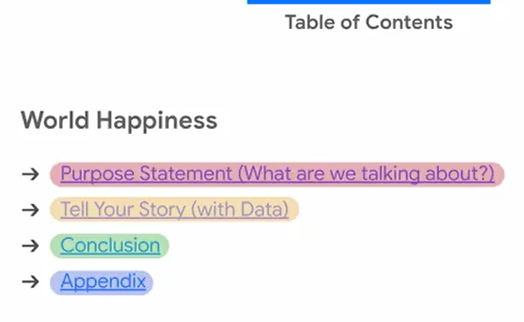 Table of Contents
World Happiness
→ Purpose Statement (What are we talking about?)
→ Tell Your Story (with Data)
→ Conclusion
→ Appendix